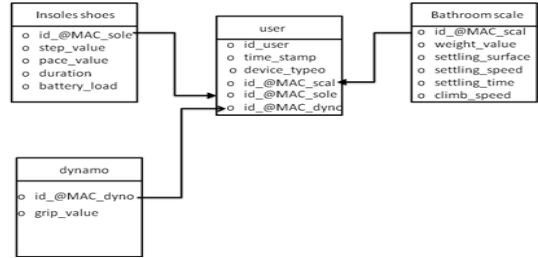 Insoles shoes
id_@MAC_sole
step_value
pace_value
duration
battery_load
user
id_user
time_stamp
device_typeo
id_@MAC_scal
id_@MAC_sole
id_@MAC_dyno
Bathroom scale
id_@MAC_scal
weight_value
settling_surface
settling_speed
settling_time
climb_speed
dynamo
id_@MAC_dyno
grip_value